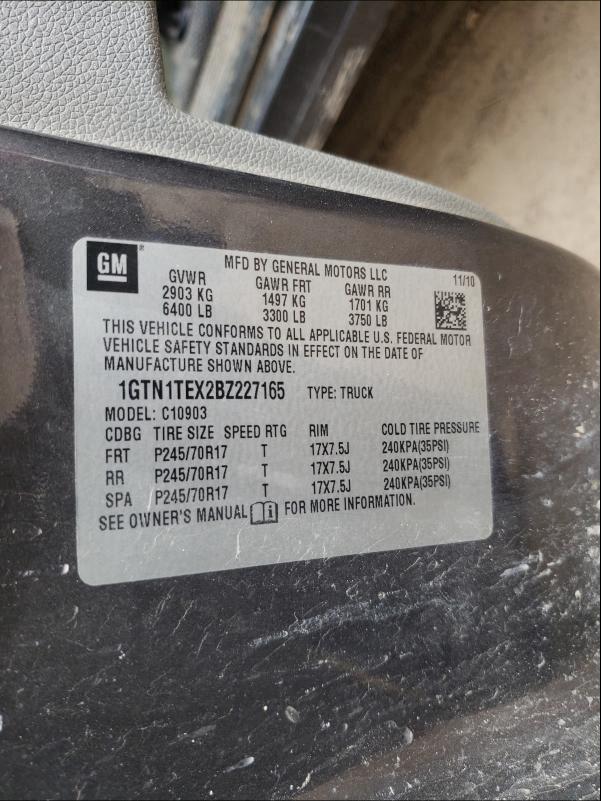 GM ®
MFD BY GENERAL MOTORS LLC
GVWR GAWR FRT GAWR RR 11/10
2903 KG 1497 KG 1701 KG
6400 LB 3300 LB 3750 LB
THIS VEHICLE CONFORMS TO ALL APPLICABLE U.S. FEDERAL MOTOR
VEHICLE SAFETY STANDARDS IN EFFECT ON THE DATE OF
MANUFACTURE SHOWN ABOVE.
1GTN1TEX2BZ227165 TYPE: TRUCK
MODEL: C10903
CDBG TIRE SIZE SPEED RTG RIM COLD TIRE PRESSURE
FRT P245/70R17 T 17X7.5J 240KPA(35PSI)
RR P245/70R17 T 17X7.5J 240KPA(35PSI)
SPA P245/70R17 T 17X7.5J 240KPA(35PSI)
SEE OWNER'S MANUAL i FOR MORE INFORMATION.